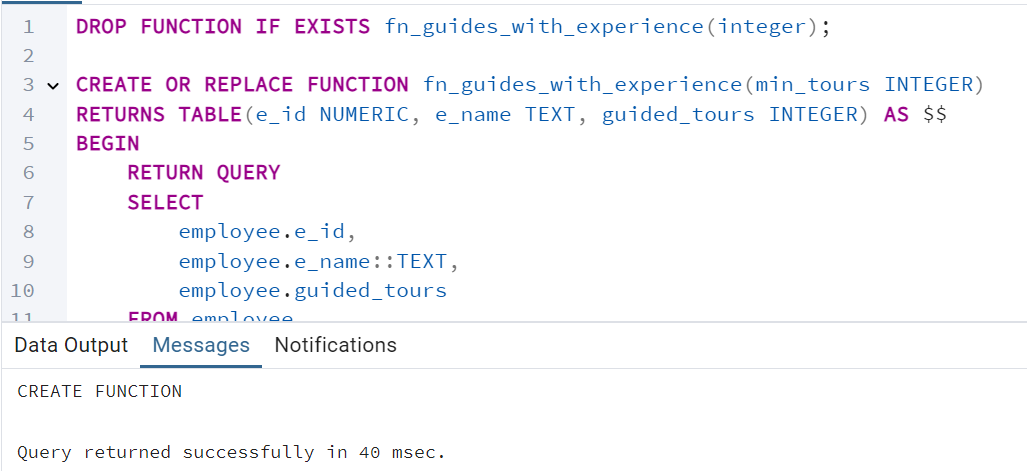 1 DROP FUNCTION IF EXISTS fn_guides_with_experience(integer);
2
3 CREATE OR REPLACE FUNCTION fn_guides_with_experience(min_tours INTEGER)
4 RETURNS TABLE(e_id NUMERIC, e_name TEXT, guided_tours INTEGER) AS $$
5 BEGIN
6 RETURN QUERY
7 SELECT
8 employee.e_id,
9 employee.e_name::TEXT,
10 employee.guided_tours
11 FROM employee
Data Output Messages Notifications
CREATE FUNCTION
Query returned successfully in 40 msec.